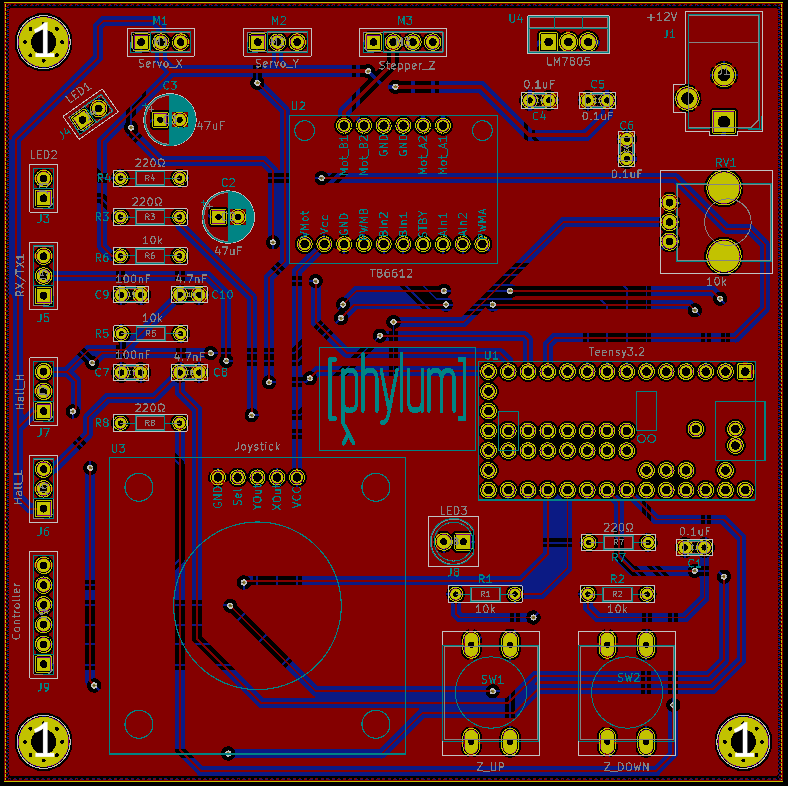 1
M1
M2
M3
U4
+12V
J1
Servo_X
Servo_Y
Stepper_Z
LM7805
LED1
J4
C3
47uF
0.1uF
C4
C5
0.1uF
C6
0.1uF
U2
Mot_B1
Mot_B2
GND
GND
Mot_A2
Mot_A1
LED2
J3
220Ω
R4
R4
220Ω
R3
R3
10k
R6
R6
C2
47uF
VMot
Vcc
GND
PWMB
BIn2
BIn1
STBY
AIn1
AIn2
PWMA
TB6612
RV1
10k
RX/TX1
J5
100nF
C9
4.7nF
C10
10k
R5
R5
100nF
C7
4.7nF
C8
220Ω
R8
R8
Hall_H
J7
Hall_L
J6
[phylum]
U1
Teensy3.2
U3
Joystick
GND
Sel
YOut
XOut
VCC
LED3
J8
220Ω
R7
R7
0.1uF
C1
R1
R1
10k
R2
R2
10k
Controller
J9
SW1
Z_UP
SW2
Z_DOWN
1
1